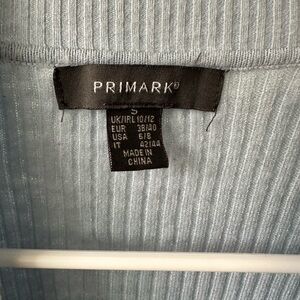 PRIMARK®
S
UK/IRL 10/12
EUR 38/40
USA 6/8
IT 42/44
MADE IN
CHINA